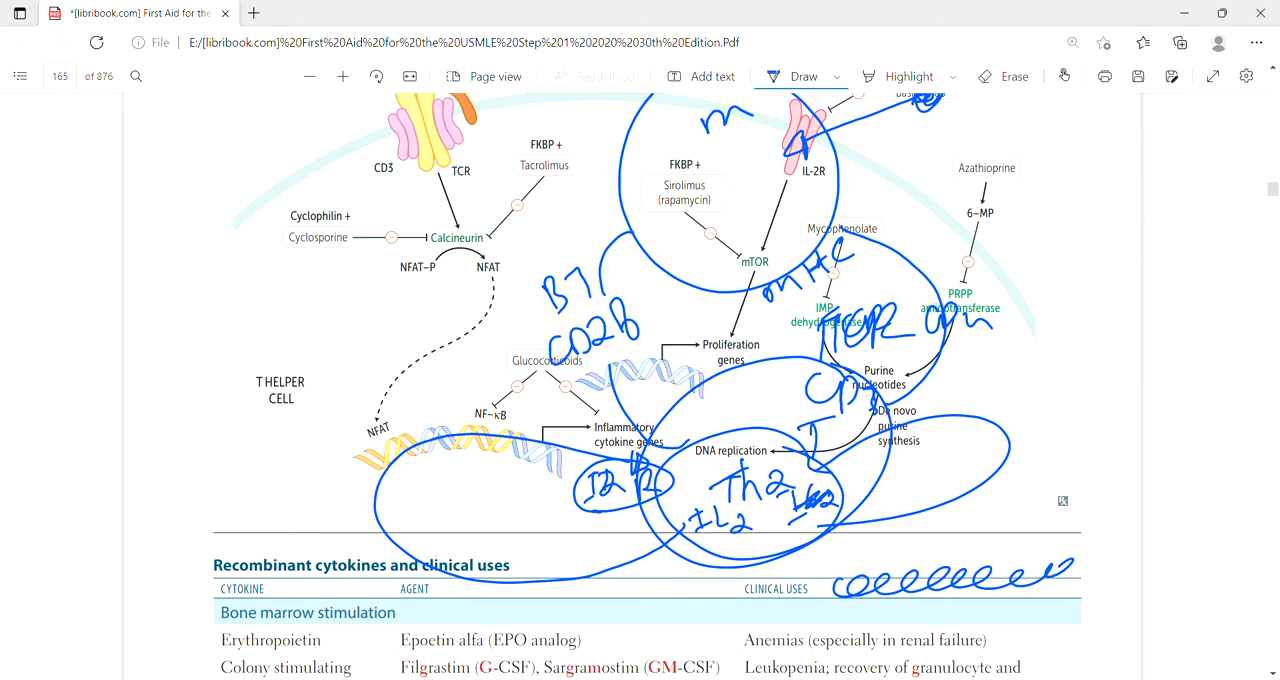 *[libribook.com] First Aid for the
File E:/[libribook.com]%20First%20Aid%20for%20the%20USMLE%20Step%201%202020%2030th%20Edition.Pdf
165 of 876 Page view Read aloud Add text Draw Highlight Erase
m
CD3
TCR
FKBP +
Tacrolimus
FKBP +
Sirolimus
(rapamycin)
IL-2R
Azathioprine
6–MP
Cyclophilin +
Cyclosporine
Calcineurin
Mycophenolate
NFAT–P
NFAT
mTOR
MHC
B7
CD28
IMP
dehydrogenase
PRPP
amidotransferase
Proliferation
genes
Glucocorticoids
Purine
nucleotides
T HELPER
CELL
NF–κB
NFAT
Inflammatory
cytokine genes
De novo
purine
synthesis
DNA replication
Th2
IL2
Recombinant cytokines and clinical uses
CYTOKINE AGENT CLINICAL USES
Bone marrow stimulation
Erythropoietin Epoetin alfa (EPO analog) Anemias (especially in renal failure)
Colony stimulating Filgrastim (G-CSF), Sargramostim (GM-CSF) Leukopenia; recovery of granulocyte and